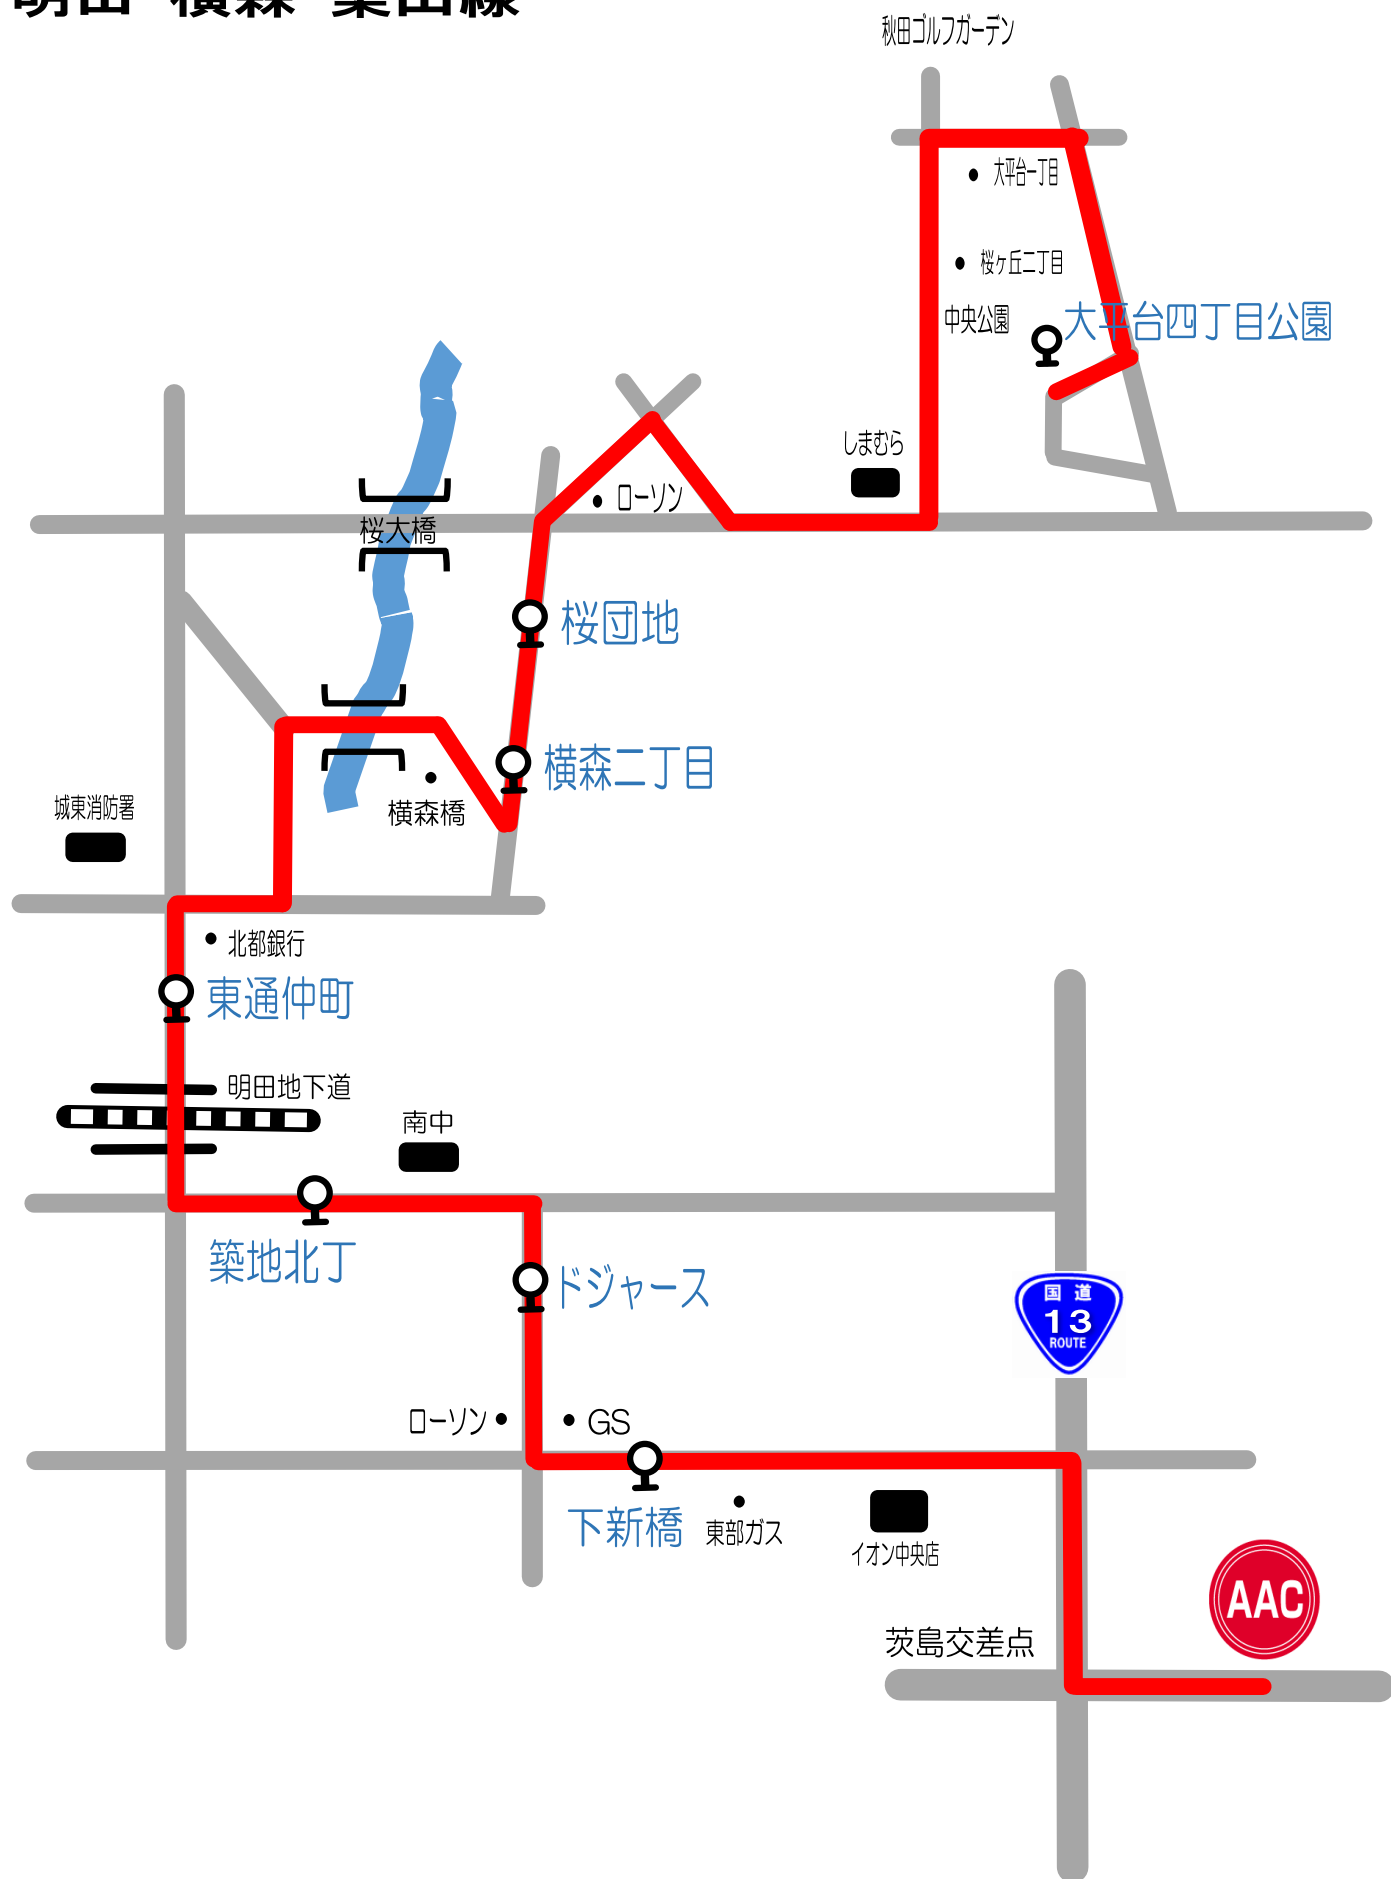 秋田ゴルフガーデン
大平台一丁目
桜ヶ丘二丁目
中央公園
大平台四丁目公園
しまむら
ローソン
桜大橋
桜団地
横森二丁目
城東消防署
横森橋
北都銀行
東通仲町
明田地下道
南中
築地北丁
ドジャース
国道
13
ROUTE
ローソン
GS
下新橋
東部ガス
イオン中央店
AAC
茨島交差点